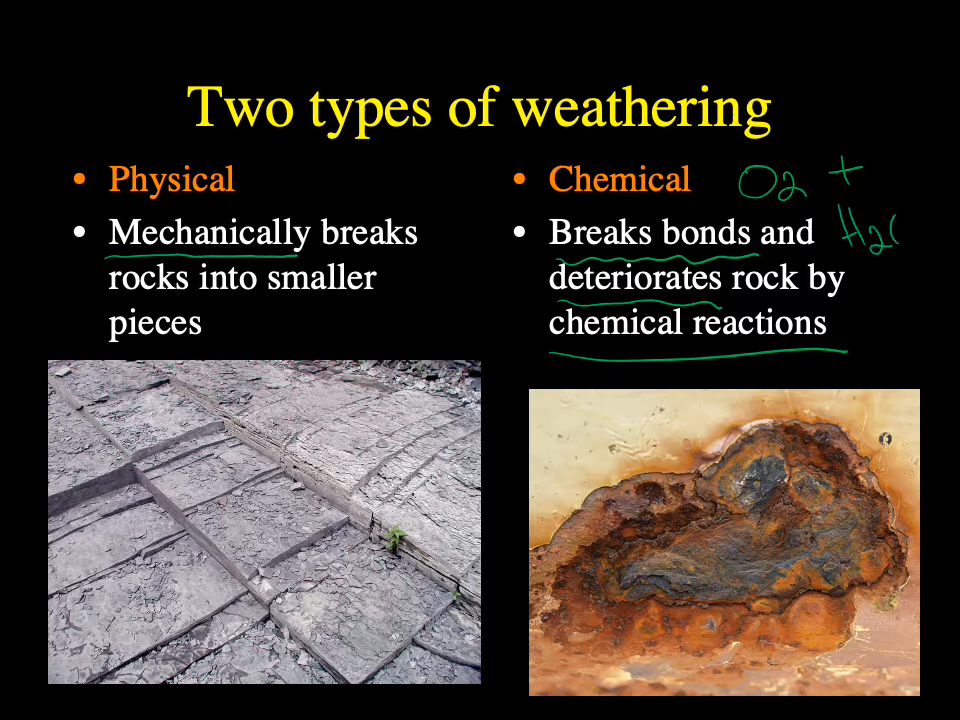 Two types of weathering
• Physical
• Mechanically breaks
rocks into smaller
pieces
• Chemical
O2 +
H2
• Breaks bonds and
deteriorates rock by
chemical reactions